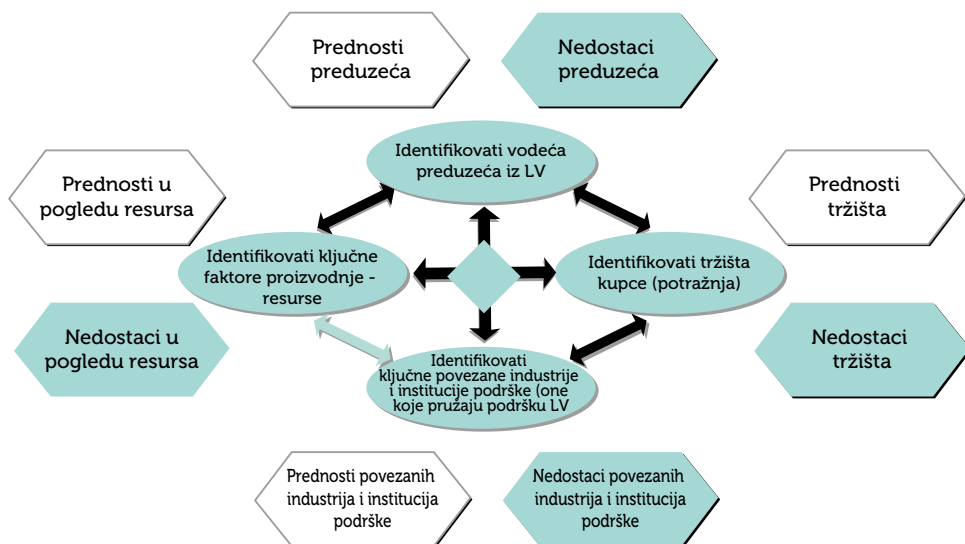 Prednosti
preduzeća
Nedostaci
preduzeća
Identifikovati vodeća
preduzeća iz LV
Prednosti u
pogledu resursa
Prednosti
tržišta
Identifikovati ključne
faktore proizvodnje -
resurse
Identifikovati tržišta
kupce (potražnja)
Nedostaci u
pogledu resursa
Nedostaci
tržišta
Identifikovati
ključne povezane industrije
i institucije podrške (one
koje pružaju podršku LV
Prednosti povezanih
industrija i institucija
podrške
Nedostaci povezanih
industrija i institucija
podrške